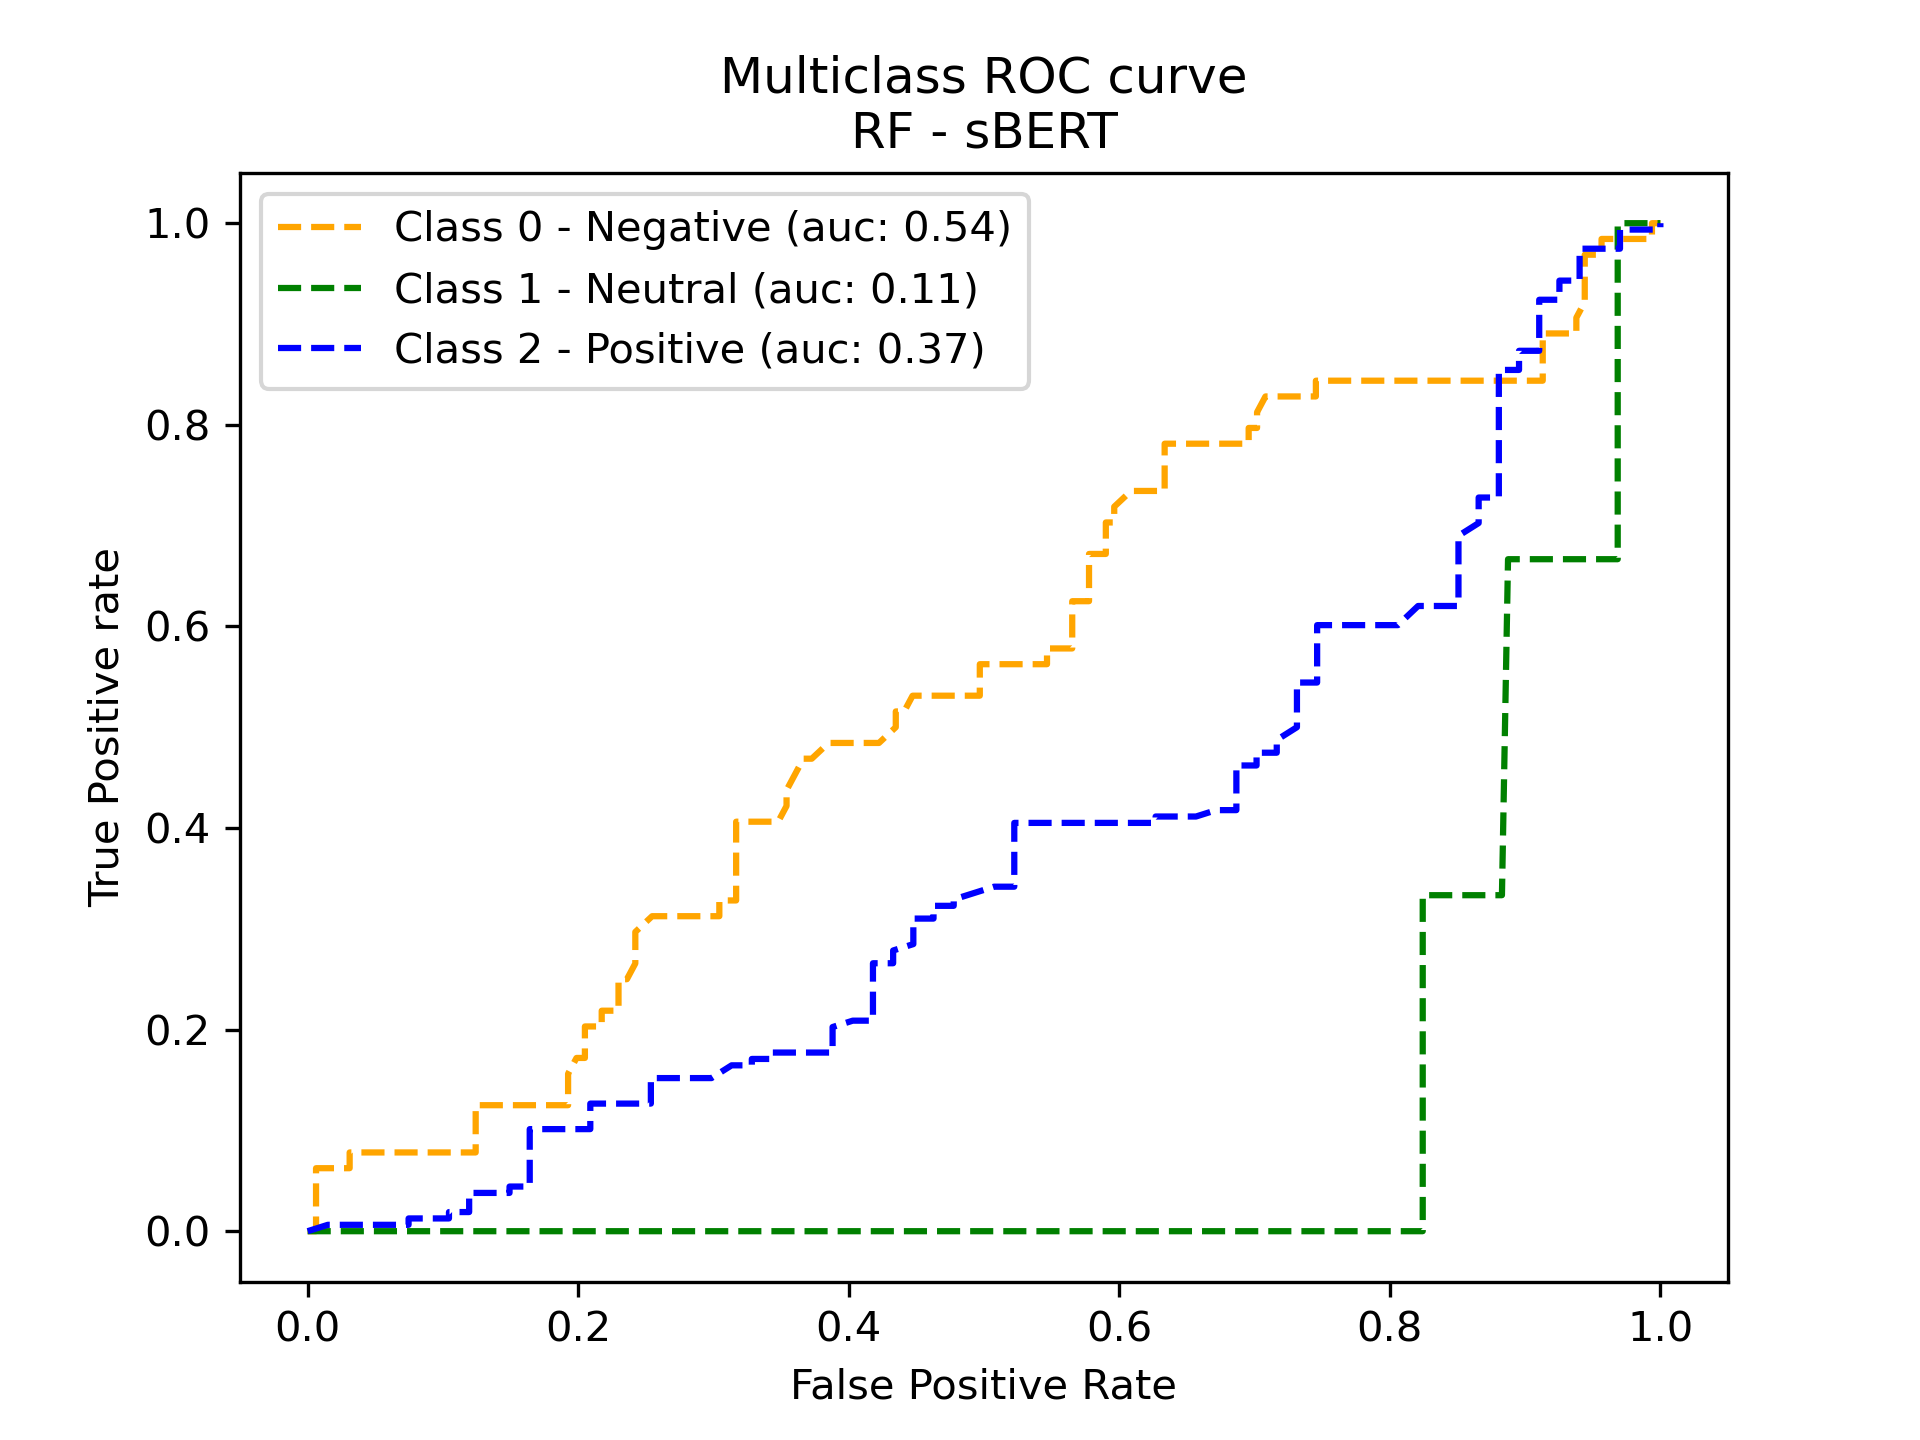 Multiclass ROC curve
RF - sBERT
Class 0 - Negative (auc: 0.54)
Class 1 - Neutral (auc: 0.11)
Class 2 - Positive (auc: 0.37)
1.0
0.8
0.6
0.4
0.2
0.0
True Positive rate
0.0 0.2 0.4 0.6 0.8 1.0
False Positive Rate